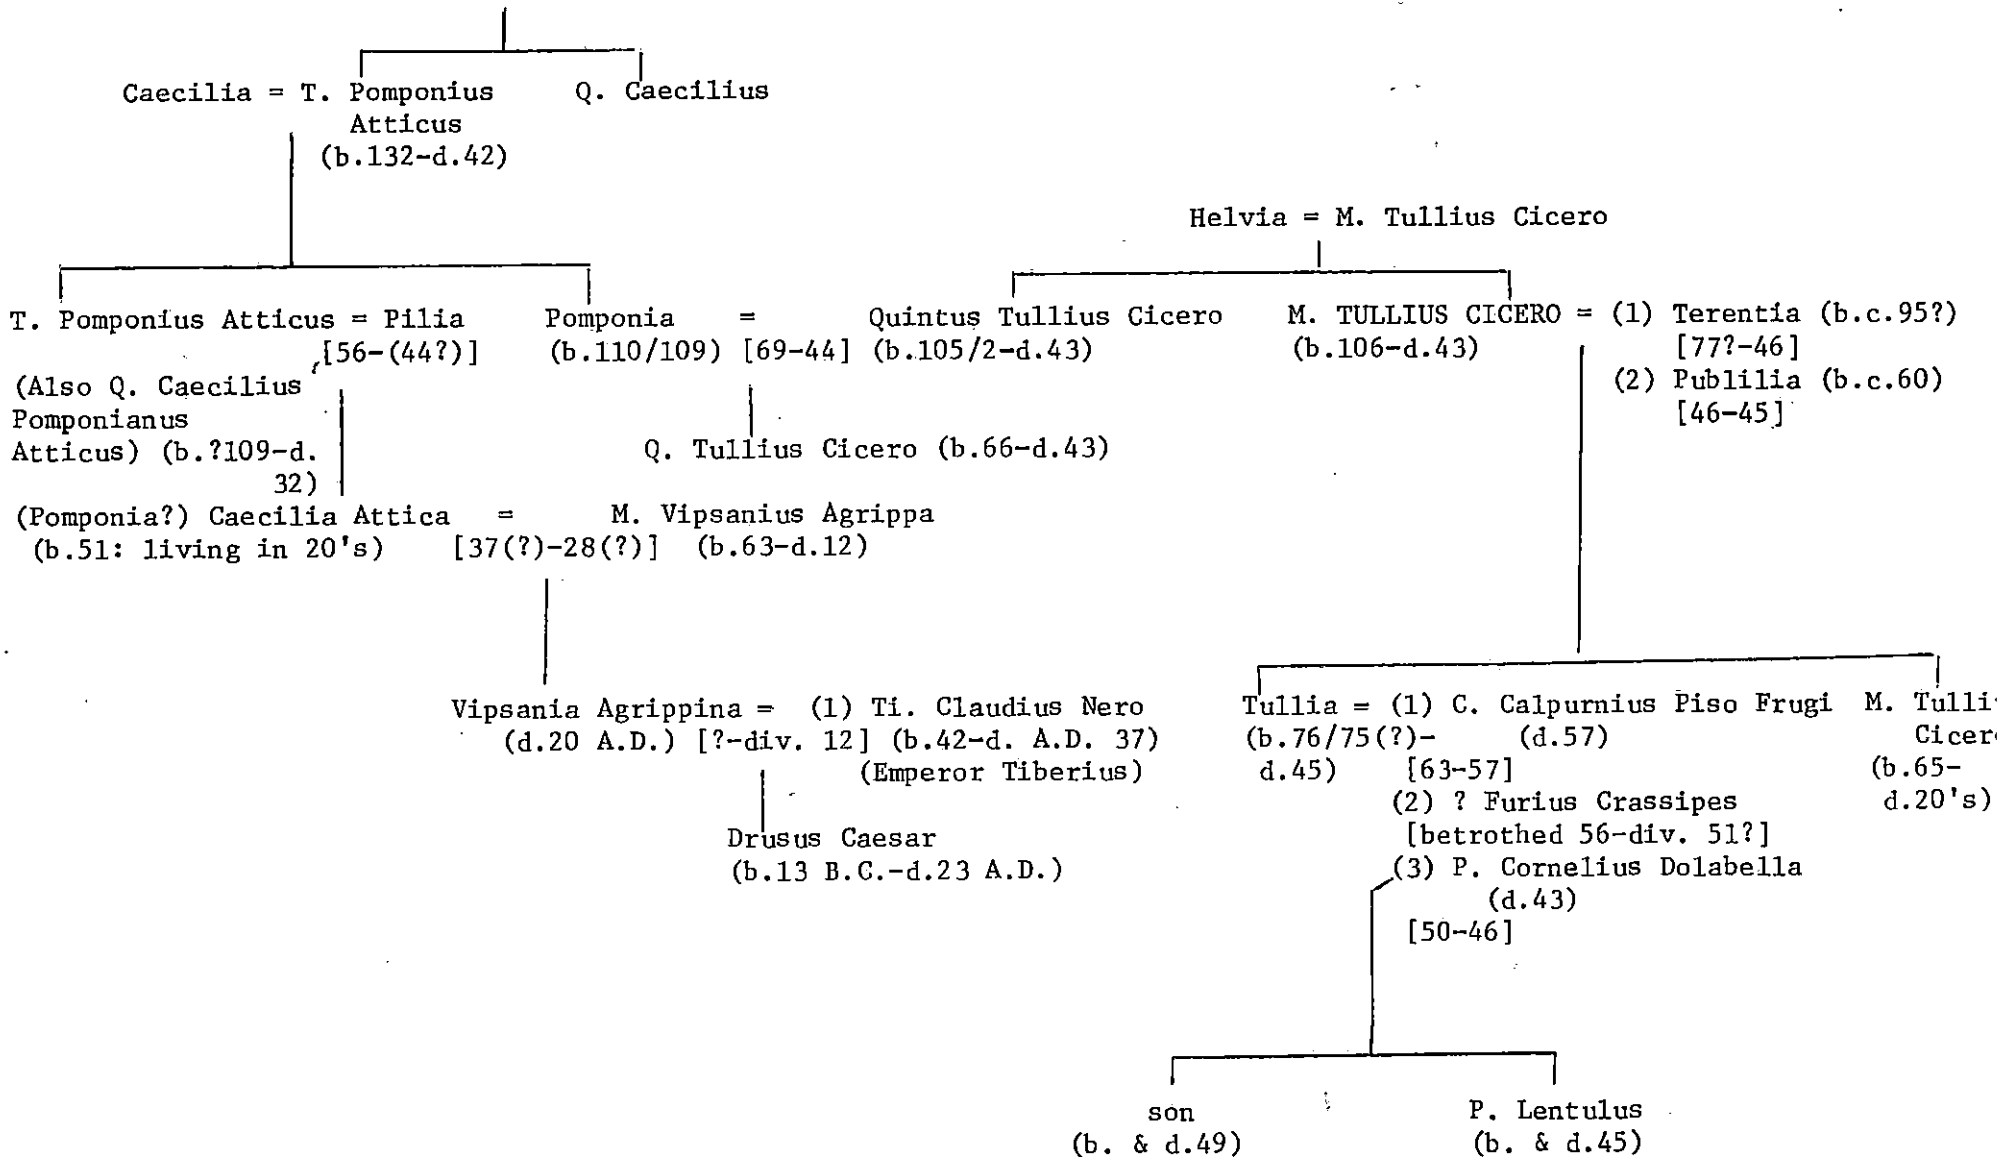 Caecilia = T. Pomponius Q. Caecilius
Atticus
(b.132-d.42)
Helvia = M. Tullius Cicero
T. Pomponius Atticus = Pilia Pomponia = Quintus Tullius Cicero M. TULLIUS CICERO = (1) Terentia (b.c.95?)
[56-(44?)] (b.110/109) [69-44] (b.105/2-d.43) (b.106-d.43) [77?-46]
(Also Q. Caecilius (2) Publilia (b.c.60)
Pomponianus [46-45]
Atticus) (b.?109-d. Q. Tullius Cicero (b.66-d.43)
32)
(Pomponia?) Caecilia Attica = M. Vipsanius Agrippa
(b.51: living in 20's) [37(?)-28(?)] (b.63-d.12)
Vipsania Agrippina = (1) Ti. Claudius Nero Tullia = (1) C. Calpurnius Piso Frugi M. Tulli
(d.20 A.D.) [?-div. 12] (b.42-d. A.D. 37) (b.76/75(?)- (d.57) Cicer
(Emperor Tiberius) d.45) [63-57] (b.65-
(2) ? Furius Crassipes d.20's)
[betrothed 56-div. 51?]
Drusus Caesar (3) P. Cornelius Dolabella
(b.13 B.C.-d.23 A.D.) (d.43)
[50-46]
son P. Lentulus
(b. & d.49) (b. & d.45)